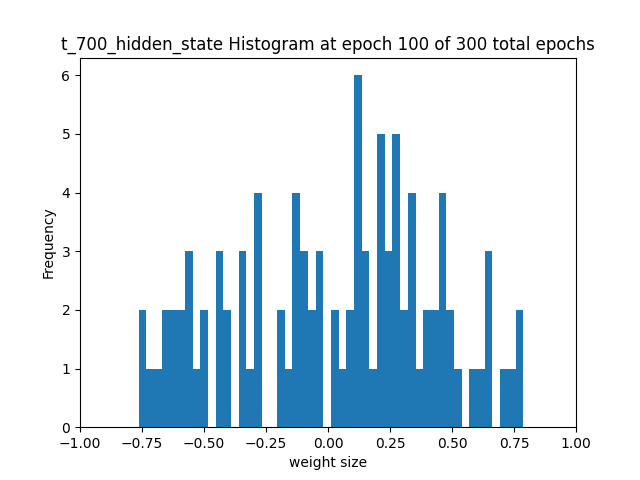 t_700_hidden_state Histogram at epoch 100 of 300 total epochs
6
5
4
3
2
1
0
Frequency
−1.00 −0.75 −0.50 −0.25 0.00 0.25 0.50 0.75 1.00
weight size